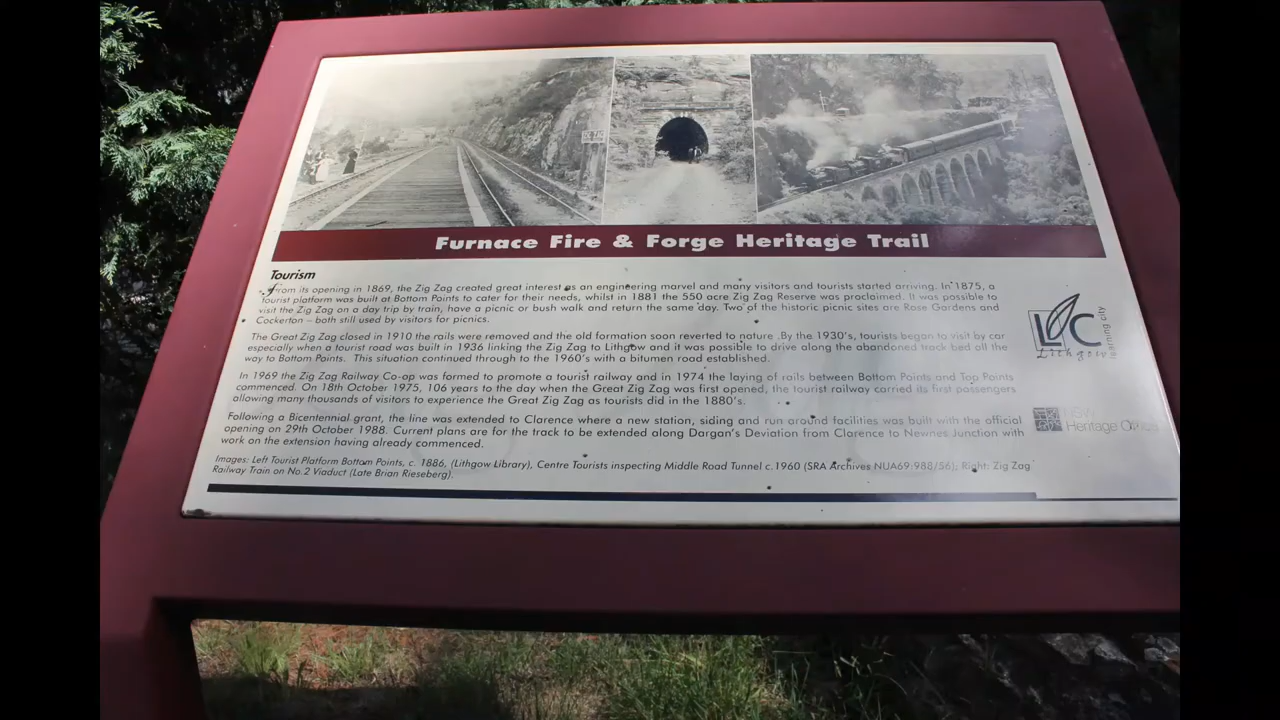 Furnace Fire & Forge Heritage Trail
Tourism
From its opening in 1869, the Zig Zag created great interest as an engineering marvel and many visitors and tourists started arriving. In 1875, a
tourist platform was built at Bottom Points to cater for their needs, whilst in 1881 the 550 acre Zig Zag Reserve was proclaimed. It was possible to
visit the Zig Zag on a day trip by train, have a picnic or bush walk and return the same day. Two of the historic picnic sites are Rose Gardens and
Cockerton – both still used by visitors for picnics.
The Great Zig Zag closed in 1910 the rails were removed and the old formation soon reverted to nature. By the 1930's, tourists began to visit by car
especially when a tourist road was built in 1936 linking the Zig Zag to Lithgow and it was possible to drive along the abandoned track bed all the
way to Bottom Points. This situation continued through to the 1960's with a bitumen road established.
In 1969 the Zig Zag Railway Co-op was formed to promote a tourist railway and in 1974 the laying of rails between Bottom Points and Top Points
commenced. On 18th October 1975, 106 years to the day when the Great Zig Zag was first opened, the tourist railway carried its first passengers
allowing many thousands of visitors to experience the Great Zig Zag as tourists did in the 1880's.
Following a Bicentennial grant, the line was extended to Clarence where a new station, siding and run around facilities was built with the official
opening on 29th October 1988. Current plans are for the track to be extended along Dargan's Deviation from Clarence to Newnes Junction with
work on the extension having already commenced.
Images: Left Tourist Platform Bottom Points, c. 1886, (Lithgow Library), Centre Tourists inspecting Middle Road Tunnel c.1960 (SRA Archives NUA69:988/56); Right: Zig Zag
Railway Train on No.2 Viaduct (Late Brian Rieseberg).
LC
Lithgow
learning city
NSW
Heritage Office